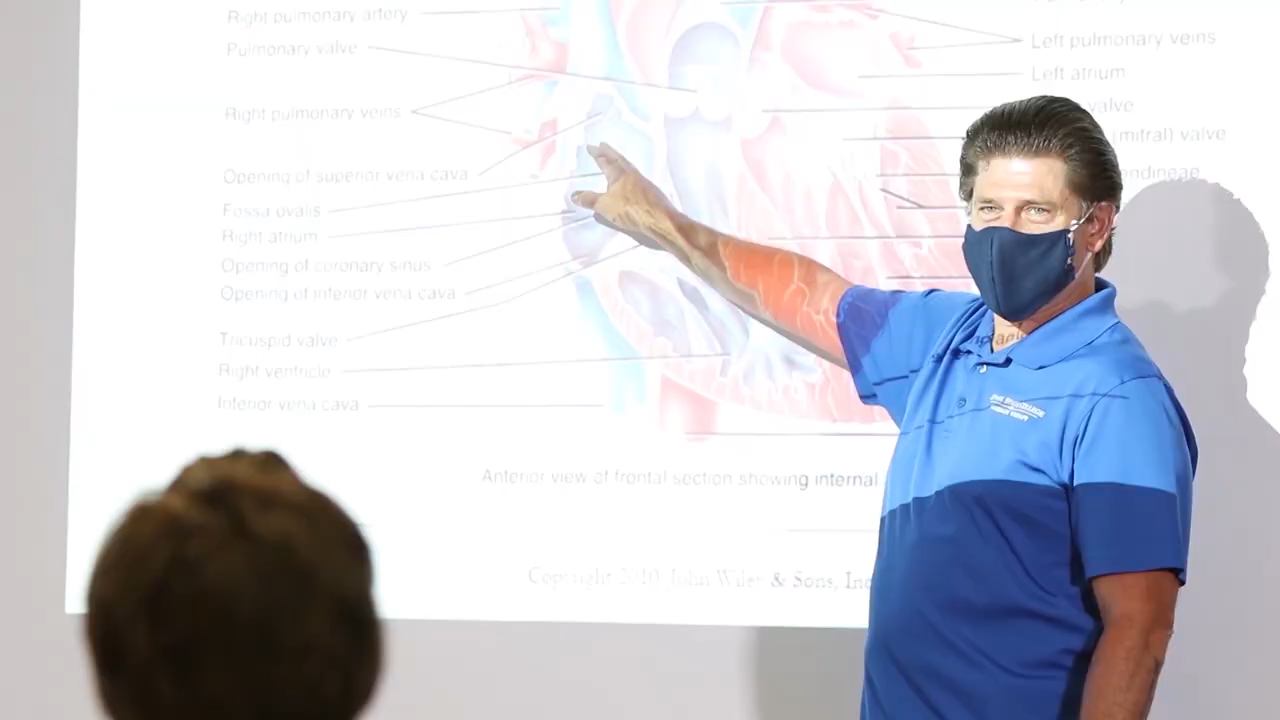 Right pulmonary artery
Pulmonary valve
Right pulmonary veins
Opening of superior vena cava
Fossa ovalis
Right atrium
Opening of coronary sinus
Opening of inferior vena cava
Tricuspid valve
Right ventricle
Inferior vena cava
Left pulmonary veins
Left atrium
valve
(mitral) valve
Anterior view of frontal section showing internal
Copyright 2010, John Wiley & Sons, Inc